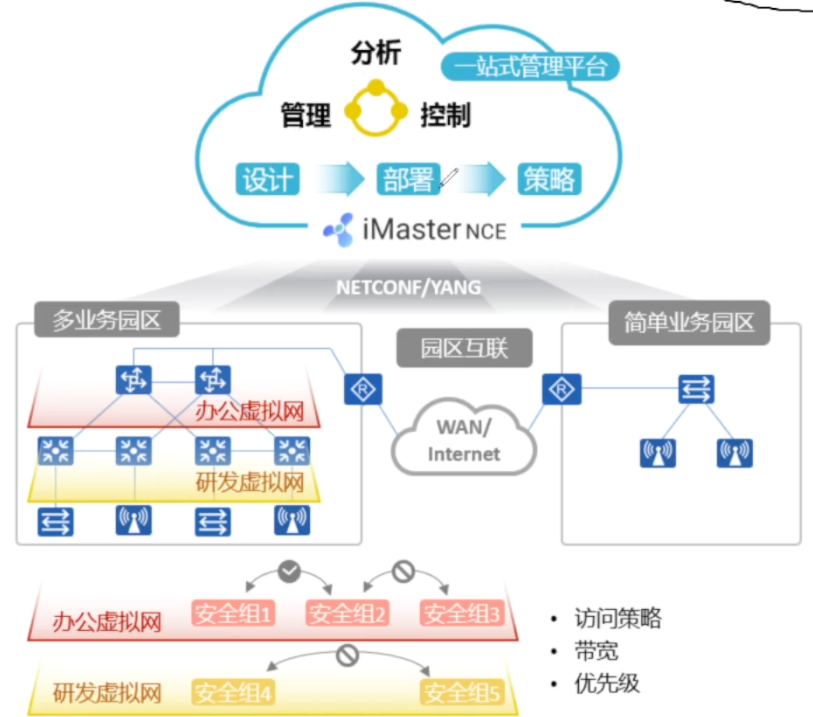 分析
一站式管理平台
管理
控制
设计
部署
策略
iMaster NCE
NETCONF/YANG
多业务园区
园区互联
简单业务园区
办公虚拟网
WAN/
Internet
研发虚拟网
办公虚拟网
安全组1
安全组2
安全组3
研发虚拟网
安全组4
安全组5
• 访问策略
• 带宽
• 优先级
R
R